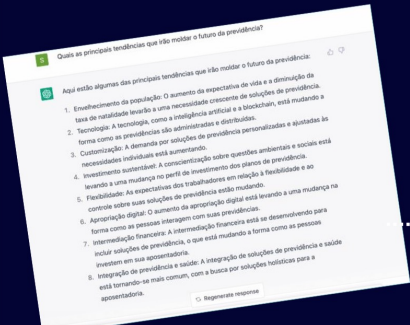 S
Quais as principais tendências que irão moldar o futuro da previdência?
Aqui estão algumas das principais tendências que irão moldar o futuro da previdência:
1. Envelhecimento da população: O aumento da expectativa de vida e a diminuição da
taxa de natalidade levarão a uma necessidade crescente de soluções de previdência.
2. Tecnologia: A tecnologia, como a inteligência artificial e a blockchain, está mudando a
forma como as previdências são administradas e distribuídas.
3. Customização: A demanda por soluções de previdência personalizadas e ajustadas às
necessidades individuais está aumentando.
4. Investimento sustentável: A conscientização sobre questões ambientais e sociais está
levando a uma mudança no perfil de investimento dos planos de previdência.
5. Flexibilidade: As expectativas dos trabalhadores em relação à flexibilidade e ao
controle sobre suas soluções de previdência estão mudando.
6. Apropriação digital: O aumento da apropriação digital está levando a uma mudança na
forma como as pessoas interagem com suas previdências.
7. Intermediação financeira: A intermediação financeira está se desenvolvendo para
incluir soluções de previdência, o que está mudando a forma como as pessoas
investem em sua aposentadoria.
8. Integração de previdência e saúde: A integração de soluções de previdência e saúde
está tornando-se mais comum, com a busca por soluções holísticas para a
aposentadoria.
Regenerate response